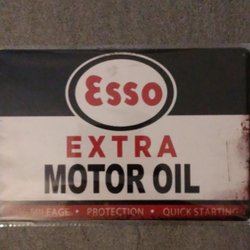 Esso
EXTRA
MOTOR OIL
MILEAGE • PROTECTION • QUICK STARTING